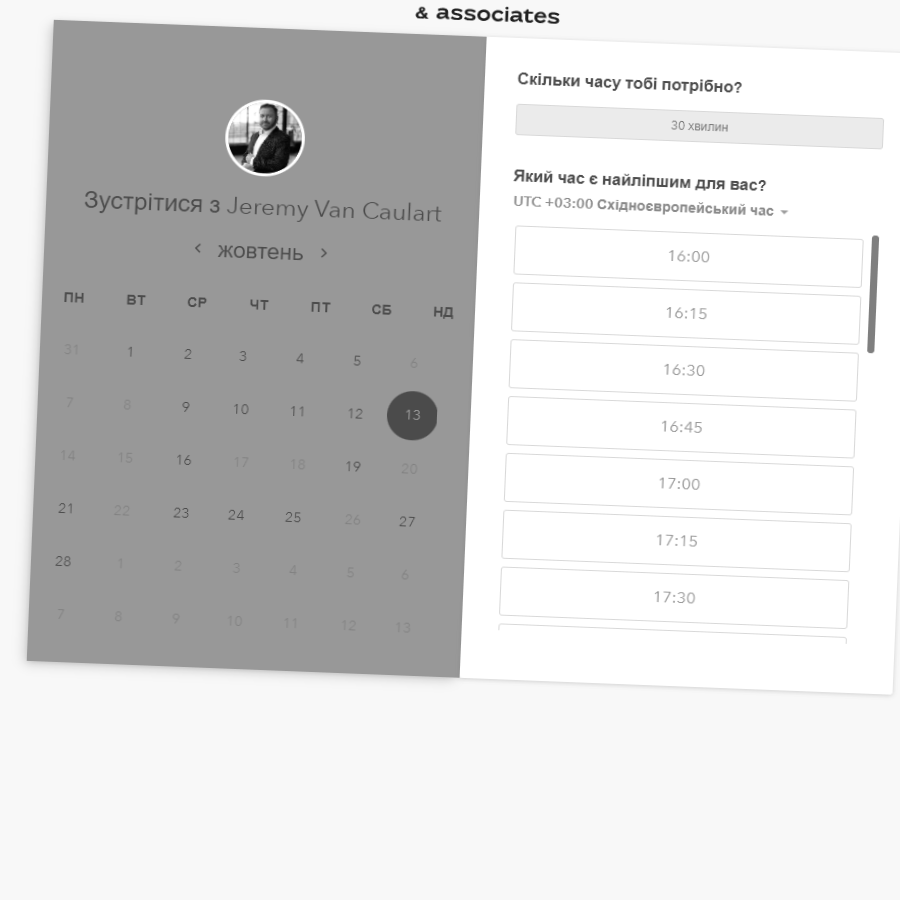 & associates
Зустрітися з Jeremy Van Caulart
жовтень
ПН ВТ СР ЧТ ПТ СБ НД
31 1 2 3 4 5 6
7 8 9 10 11 12 13
14 15 16 17 18 19 20
21 22 23 24 25 26 27
28 1 2 3 4 5 6
7 8 9 10 11 12 13
Скільки часу тобі потрібно?
30 хвилин
Який час є найліпшим для вас?
UTC +03:00 Східноєвропейський час
16:00
16:15
16:30
16:45
17:00
17:15
17:30